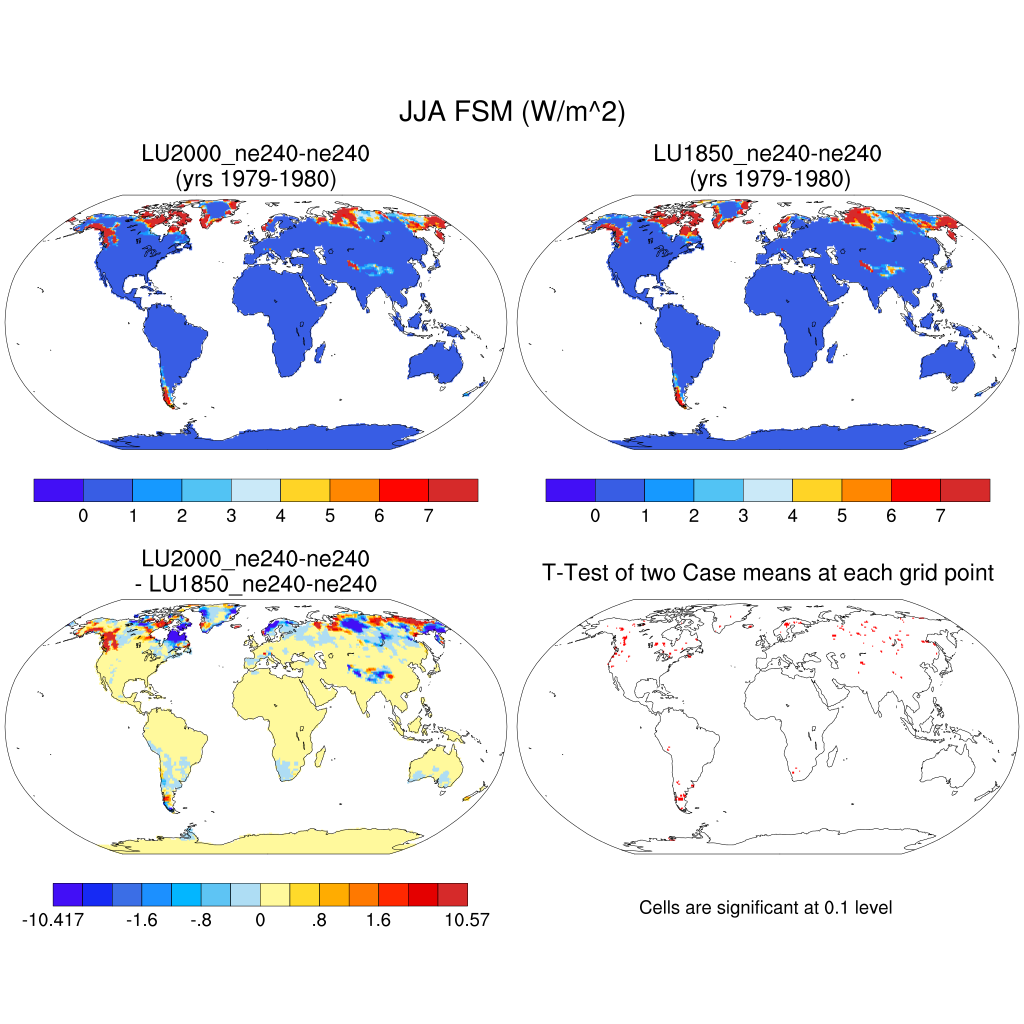 JJA FSM (W/m^2)
LU2000_ne240-ne240
(yrs 1979-1980)
LU1850_ne240-ne240
(yrs 1979-1980)
0 1 2 3 4 5 6 7
0 1 2 3 4 5 6 7
LU2000_ne240-ne240
- LU1850_ne240-ne240
T-Test of two Case means at each grid point
-10.417 -1.6 -.8 0 .8 1.6 10.57
Cells are significant at 0.1 level